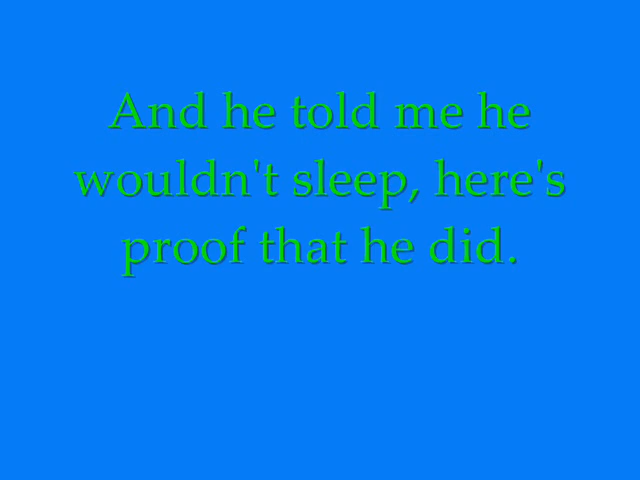 And he told me he
wouldn't sleep, here's
proof that he did.